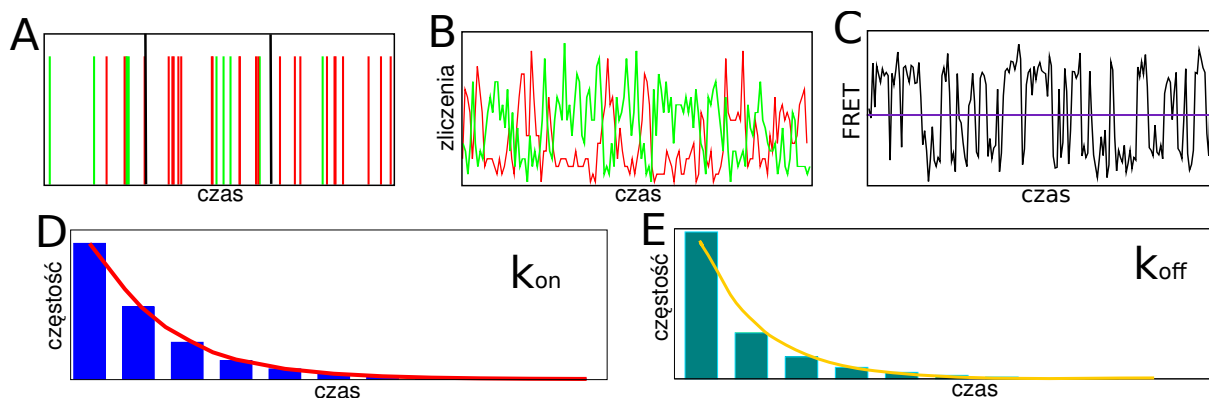 A
czas
B
zliczenia
czas
C
FRET
czas
D
częstość
kon
czas
E
częstość
koff
czas